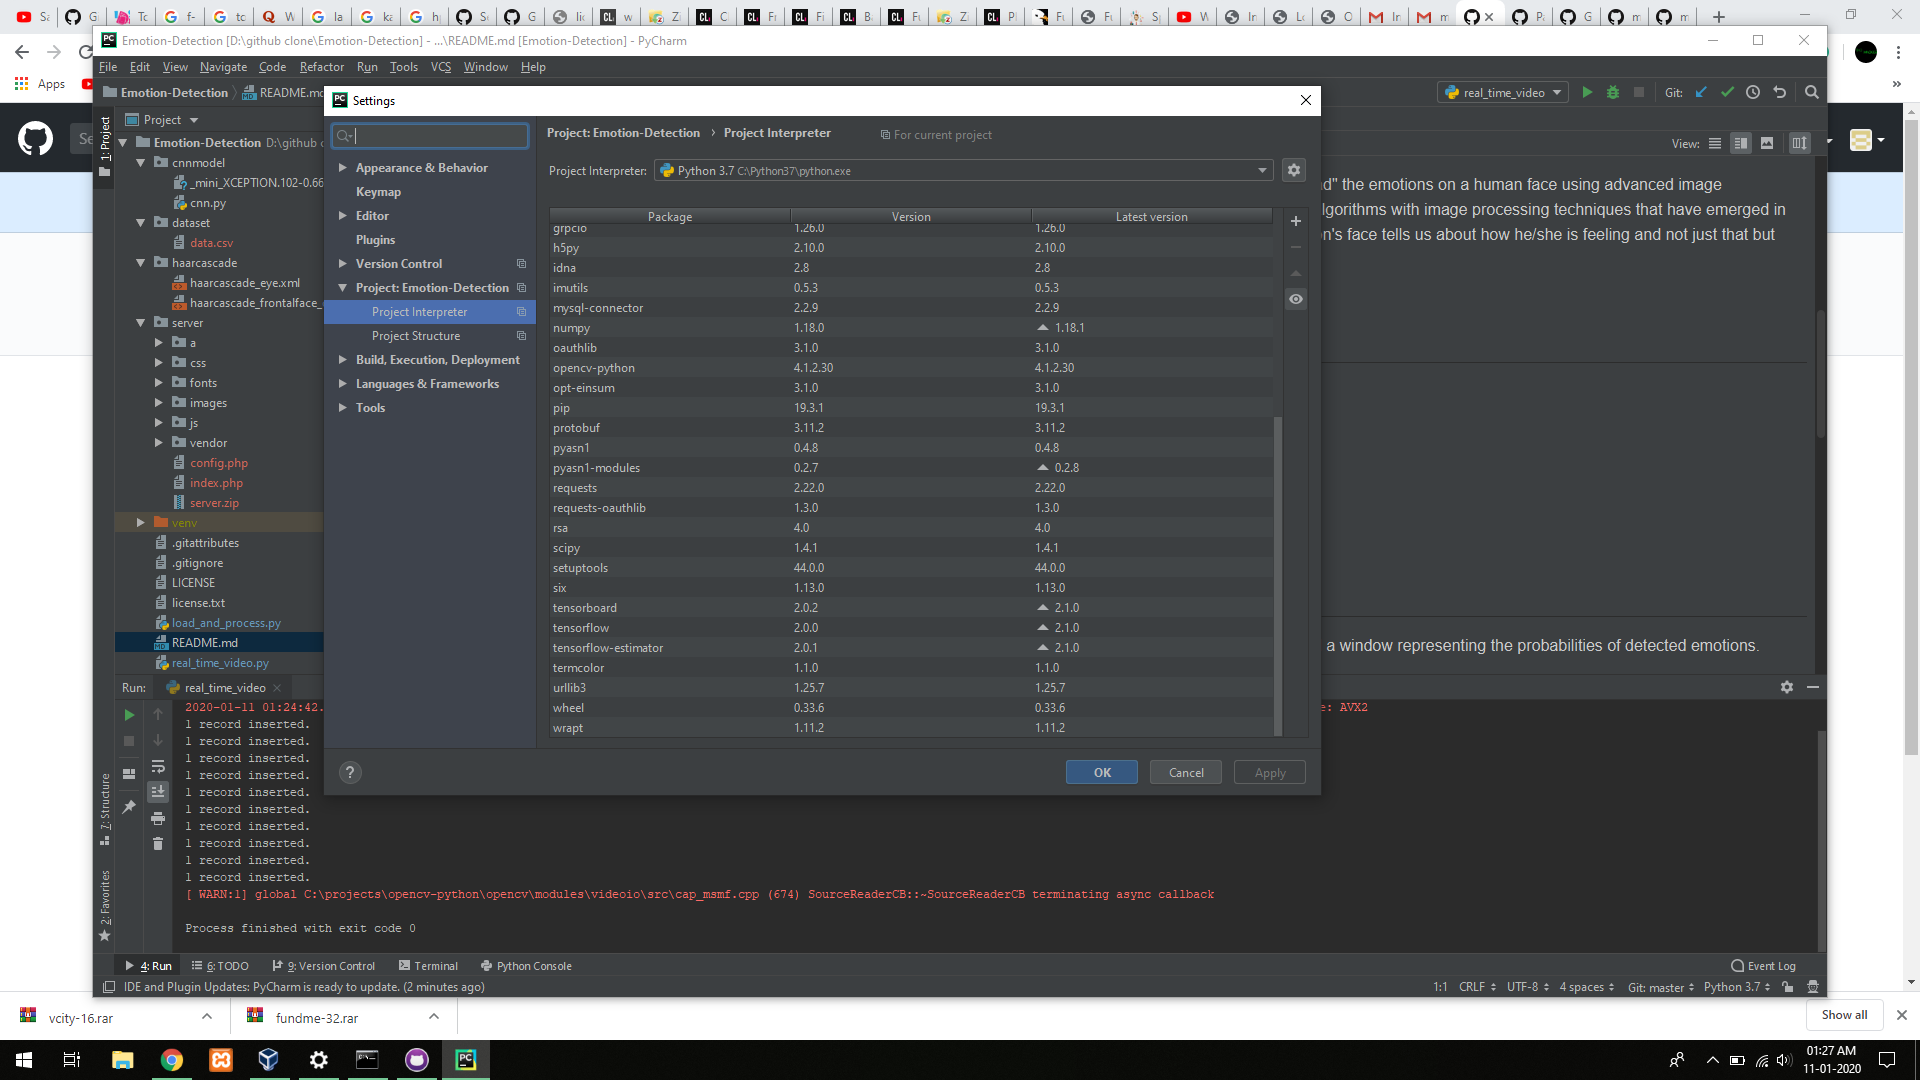 Emotion-Detection [D:\github clone\Emotion-Detection] - ...\README.md [Emotion-Detection] - PyCharm
File Edit View Navigate Code Refactor Run Tools VCS Window Help
Apps
Emotion-Detection README.md
real_time_video
Git:
Settings
Project
1: Project
Project: Emotion-Detection › Project Interpreter
For current project
View:
Project Interpreter: Python 3.7 C:\Python37\python.exe
Appearance & Behavior
Keymap
Editor
Plugins
Version Control
Project: Emotion-Detection
Project Interpreter
Project Structure
Build, Execution, Deployment
Languages & Frameworks
Tools
Package Version Latest version
grpcio 1.26.0 1.26.0
h5py 2.10.0 2.10.0
idna 2.8 2.8
imutils 0.5.3 0.5.3
mysql-connector 2.2.9 2.2.9
numpy 1.18.0 1.18.1
oauthlib 3.1.0 3.1.0
opencv-python 4.1.2.30 4.1.2.30
opt-einsum 3.1.0 3.1.0
pip 19.3.1 19.3.1
protobuf 3.11.2 3.11.2
pyasn1 0.4.8 0.4.8
pyasn1-modules 0.2.7 0.2.8
requests 2.22.0 2.22.0
requests-oauthlib 1.3.0 1.3.0
rsa 4.0 4.0
scipy 1.4.1 1.4.1
setuptools 44.0.0 44.0.0
six 1.13.0 1.13.0
tensorboard 2.0.2 2.1.0
tensorflow 2.0.0 2.1.0
tensorflow-estimator 2.0.1 2.1.0
termcolor 1.1.0 1.1.0
urllib3 1.25.7 1.25.7
wheel 0.33.6 0.33.6
wrapt 1.11.2 1.11.2
? OK Cancel Apply
Emotion-Detection D:\github c
cnnmodel
_mini_XCEPTION.102-0.66
cnn.py
dataset
data.csv
haarcascade
haarcascade_eye.xml
haarcascade_frontalface_
server
a
css
fonts
images
js
vendor
config.php
index.php
server.zip
venv
.gitattributes
.gitignore
LICENSE
license.txt
load_and_process.py
README.md
real_time_video.py
d" the emotions on a human face using advanced image
lgorithms with image processing techniques that have emerged in
n's face tells us about how he/she is feeling and not just that but
a window representing the probabilities of detected emotions.
Run: real_time_video
2020-01-11 01:24:42. e: AVX2
1 record inserted.
1 record inserted.
1 record inserted.
1 record inserted.
1 record inserted.
1 record inserted.
1 record inserted.
1 record inserted.
1 record inserted.
1 record inserted.
[ WARN:1] global C:\projects\opencv-python\opencv\modules\videoio\src\cap_msmf.cpp (674) SourceReaderCB::~SourceReaderCB terminating async callback
Process finished with exit code 0
7: Structure
2: Favorites
4: Run 6: TODO 9: Version Control Terminal Python Console Event Log
IDE and Plugin Updates: PyCharm is ready to update. (2 minutes ago) 1:1 CRLF UTF-8 4 spaces Git: master Python 3.7
vcity-16.rar fundme-32.rar Show all
01:27 AM
11-01-2020